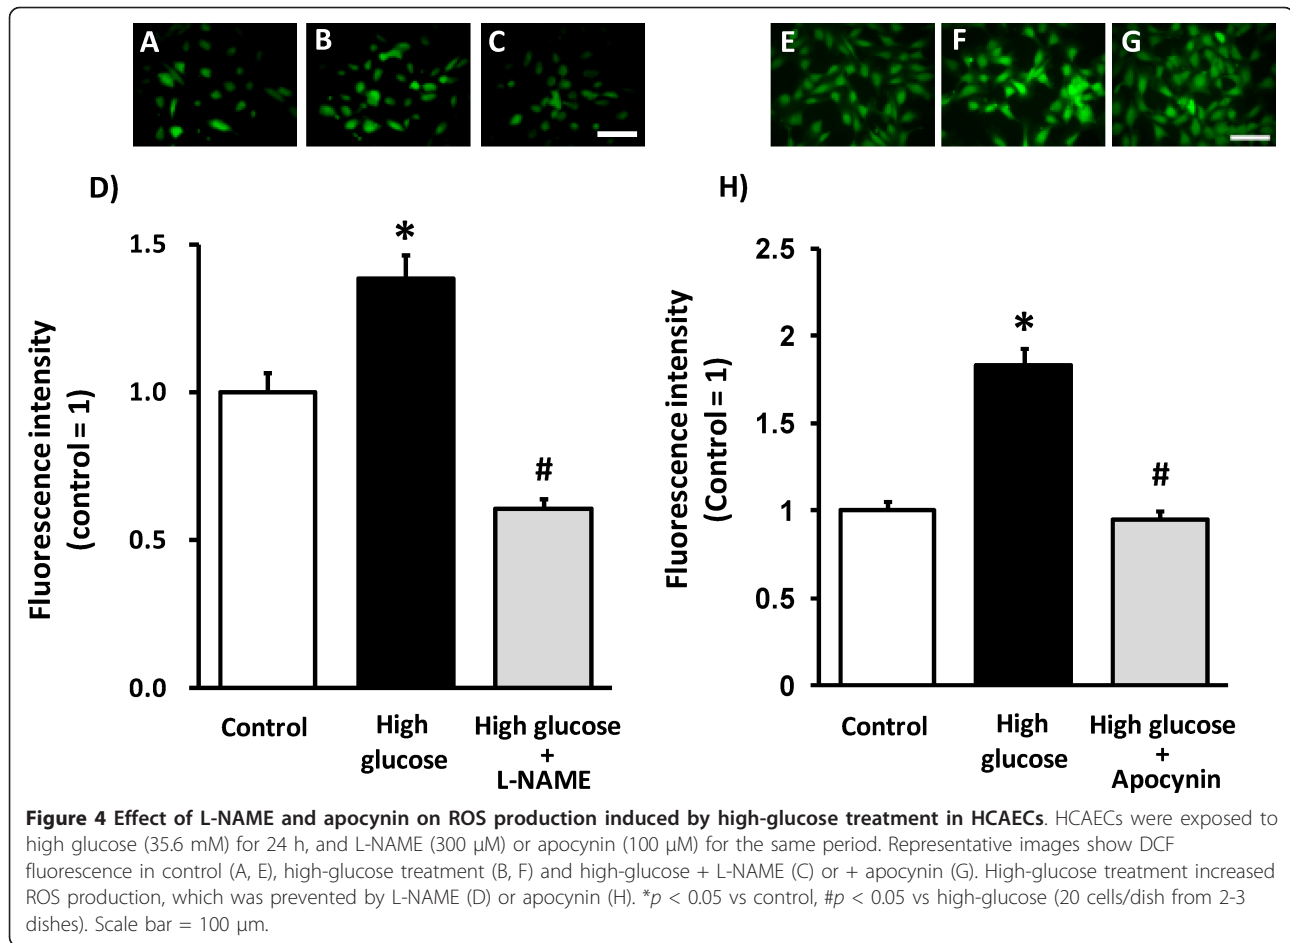 A
B
C
E
F
G
D)
*
#
1.5
1.0
0.5
0.0
Fluorescence intensity
(control = 1)
Control
High
glucose
High glucose
+
L-NAME
H)
*
#
2.5
2
1.5
1
0.5
0
Fluorescence intensity
(Control = 1)
Control
High
glucose
High glucose
+
Apocynin
Figure 4 Effect of L-NAME and apocynin on ROS production induced by high-glucose treatment in HCAECs. HCAECs were exposed to
high glucose (35.6 mM) for 24 h, and L-NAME (300 μM) or apocynin (100 μM) for the same period. Representative images show DCF
fluorescence in control (A, E), high-glucose treatment (B, F) and high-glucose + L-NAME (C) or + apocynin (G). High-glucose treatment increased
ROS production, which was prevented by L-NAME (D) or apocynin (H). *p < 0.05 vs control, #p < 0.05 vs high-glucose (20 cells/dish from 2-3
dishes). Scale bar = 100 μm.